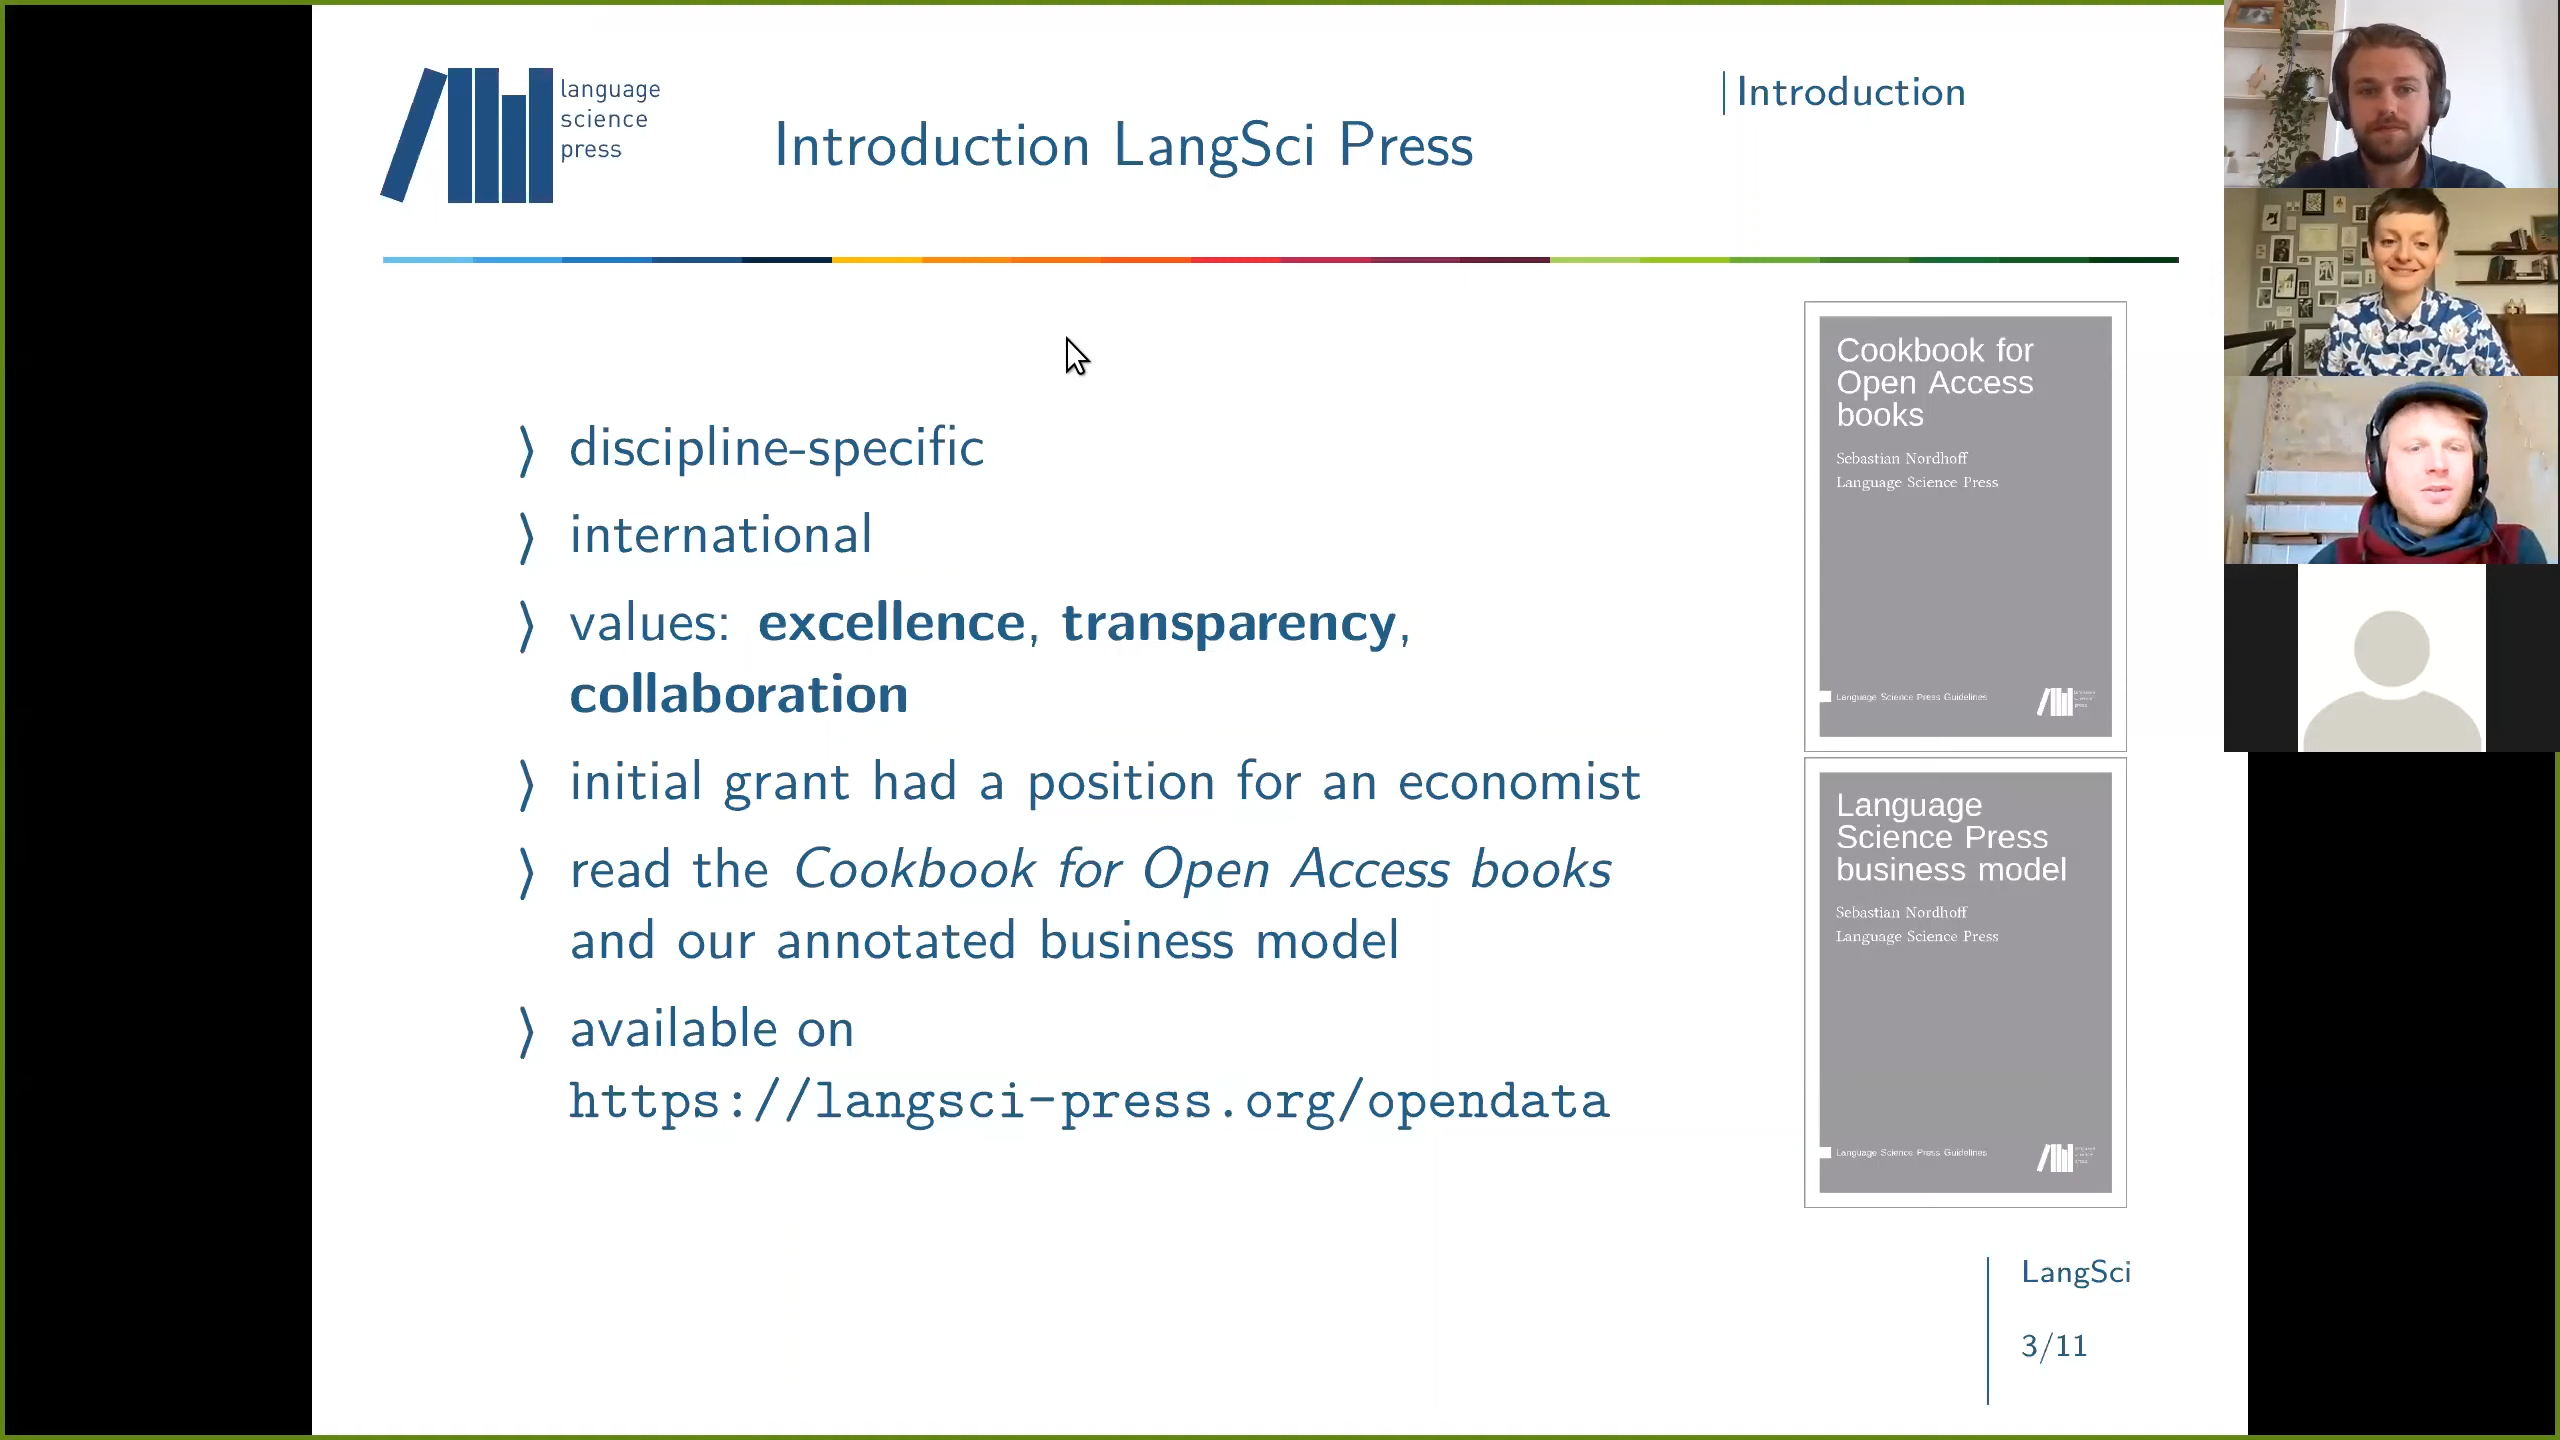 language
science
press
Introduction
Introduction LangSci Press
⟩ discipline-specific
⟩ international
⟩ values: excellence, transparency,
collaboration
⟩ initial grant had a position for an economist
⟩ read the Cookbook for Open Access books
and our annotated business model
⟩ available on
https://langsci-press.org/opendata
Cookbook for
Open Access
books
Sebastian Nordhoff
Language Science Press
Language Science Press Guidelines
Language
Science Press
business model
Sebastian Nordhoff
Language Science Press
Language Science Press Guidelines
LangSci
3/11